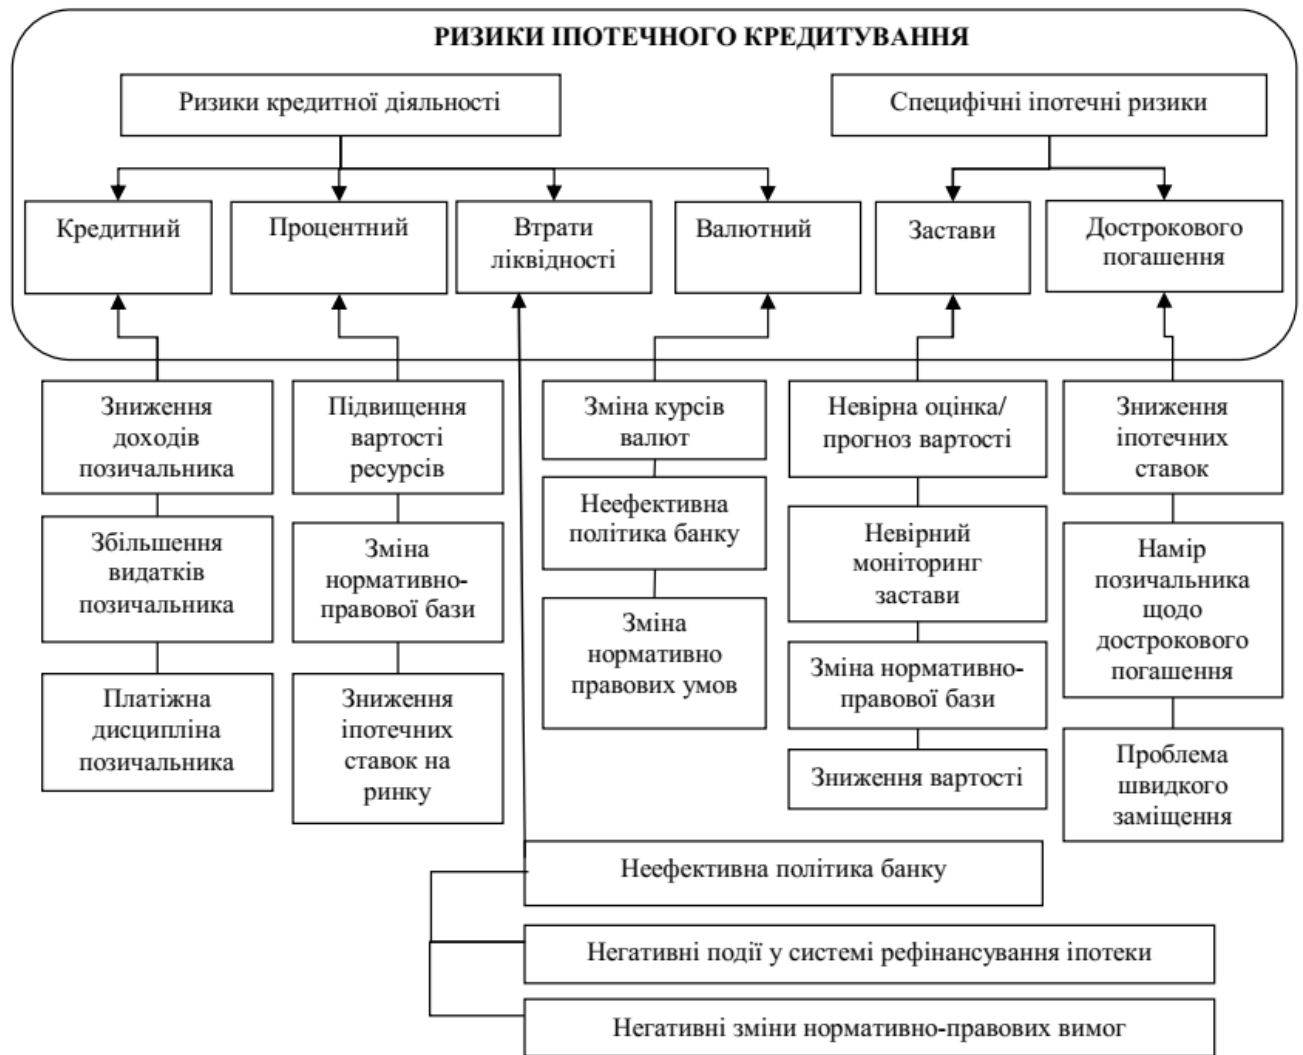 РИЗИКИ ІПОТЕЧНОГО КРЕДИТУВАННЯ
Ризики кредитної діяльності
Специфічні іпотечні ризики
Кредитний
Процентний
Втрати
ліквідності
Валютний
Застави
Дострокового
погашення
Зниження
доходів
позичальника
Збільшення
видатків
позичальника
Платіжна
дисципліна
позичальника
Підвищення
вартості
ресурсів
Зміна
нормативно-
правової бази
Зниження
іпотечних
ставок на
ринку
Зміна курсів
валют
Неефективна
політика банку
Зміна
нормативно
правових умов
Невірна оцінка/
прогноз вартості
Невірний
моніторинг
застави
Зміна нормативно-
правової бази
Зниження вартості
Зниження
іпотечних
ставок
Намір
позичальника
щодо
дострокового
погашення
Проблема
швидкого
заміщення
Неефективна політика банку
Негативні події у системі рефінансування іпотеки
Негативні зміни нормативно-правових вимог